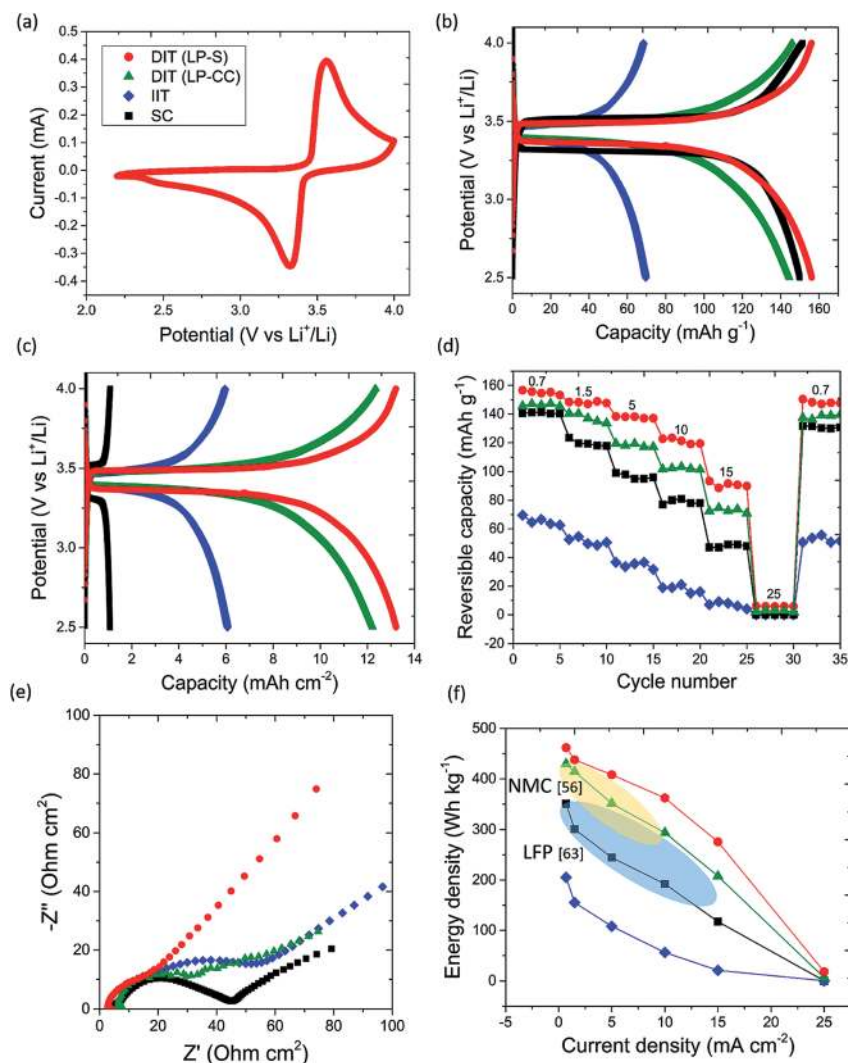 (a)
Current (mA)
0.5
0.4
0.3
0.2
0.1
0.0
-0.1
-0.2
-0.3
-0.4
DIT (LP-S)
DIT (LP-CC)
IIT
SC
2.0 2.5 3.0 3.5 4.0
Potential (V vs Li⁺/Li)
(b)
Potential (V vs Li⁺/Li)
4.0
3.5
3.0
2.5
0 20 40 60 80 100 120 140 160
Capacity (mAh g⁻¹)
(c)
Potential (V vs Li⁺/Li)
4.0
3.5
3.0
2.5
0 2 4 6 8 10 12 14
Capacity (mAh cm⁻²)
(d)
Reversible capacity (mAh g⁻¹)
160
140
120
100
80
60
40
20
0
-20
0.7 1.5 5 10 15 25 0.7
0 5 10 15 20 25 30 35
Cycle number
(e)
-Z'' (Ohm cm²)
100
80
60
40
20
0
0 20 40 60 80 100
Z' (Ohm cm²)
(f)
Energy density (Wh kg⁻¹)
500
400
300
200
100
0
NMC [56]
LFP [63]
-5 0 5 10 15 20 25
Current density (mA cm⁻²)